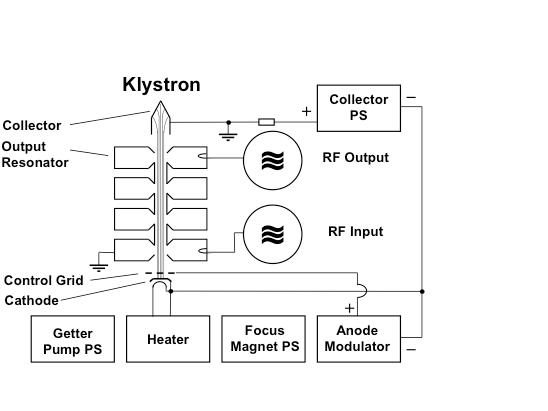 Klystron
Collector
PS
+
−
Collector
Output
Resonator
RF Output
RF Input
Control Grid
Cathode
+
−
Getter
Pump PS
Heater
Focus
Magnet PS
Anode
Modulator